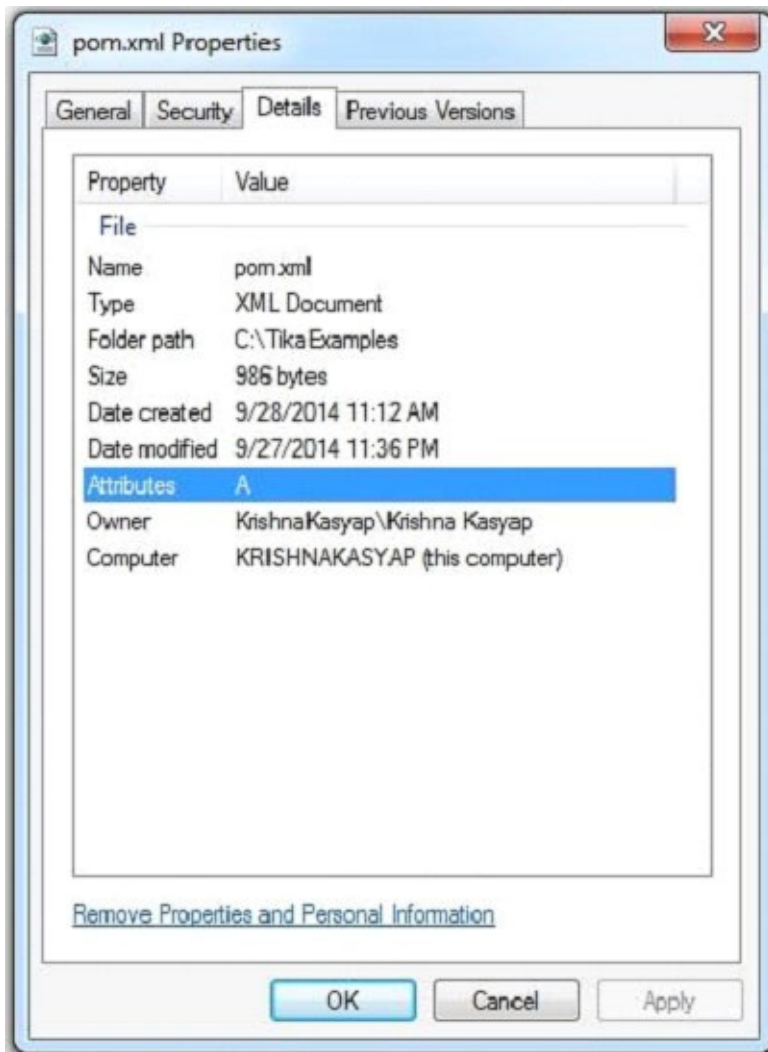 pom.xml Properties
General Security Details Previous Versions
Property Value
File
Name pom.xml
Type XML Document
Folder path C:\Tika Examples
Size 986 bytes
Date created 9/28/2014 11:12 AM
Date modified 9/27/2014 11:36 PM
Attributes A
Owner KrishnaKasyap\Krishna Kasyap
Computer KRISHNAKASYAP (this computer)
Remove Properties and Personal Information
OK Cancel Apply